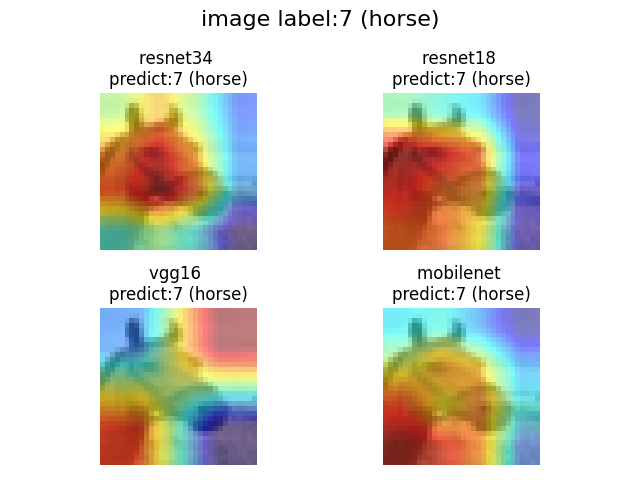 image label:7 (horse)
resnet34
predict:7 (horse)
resnet18
predict:7 (horse)
vgg16
predict:7 (horse)
mobilenet
predict:7 (horse)